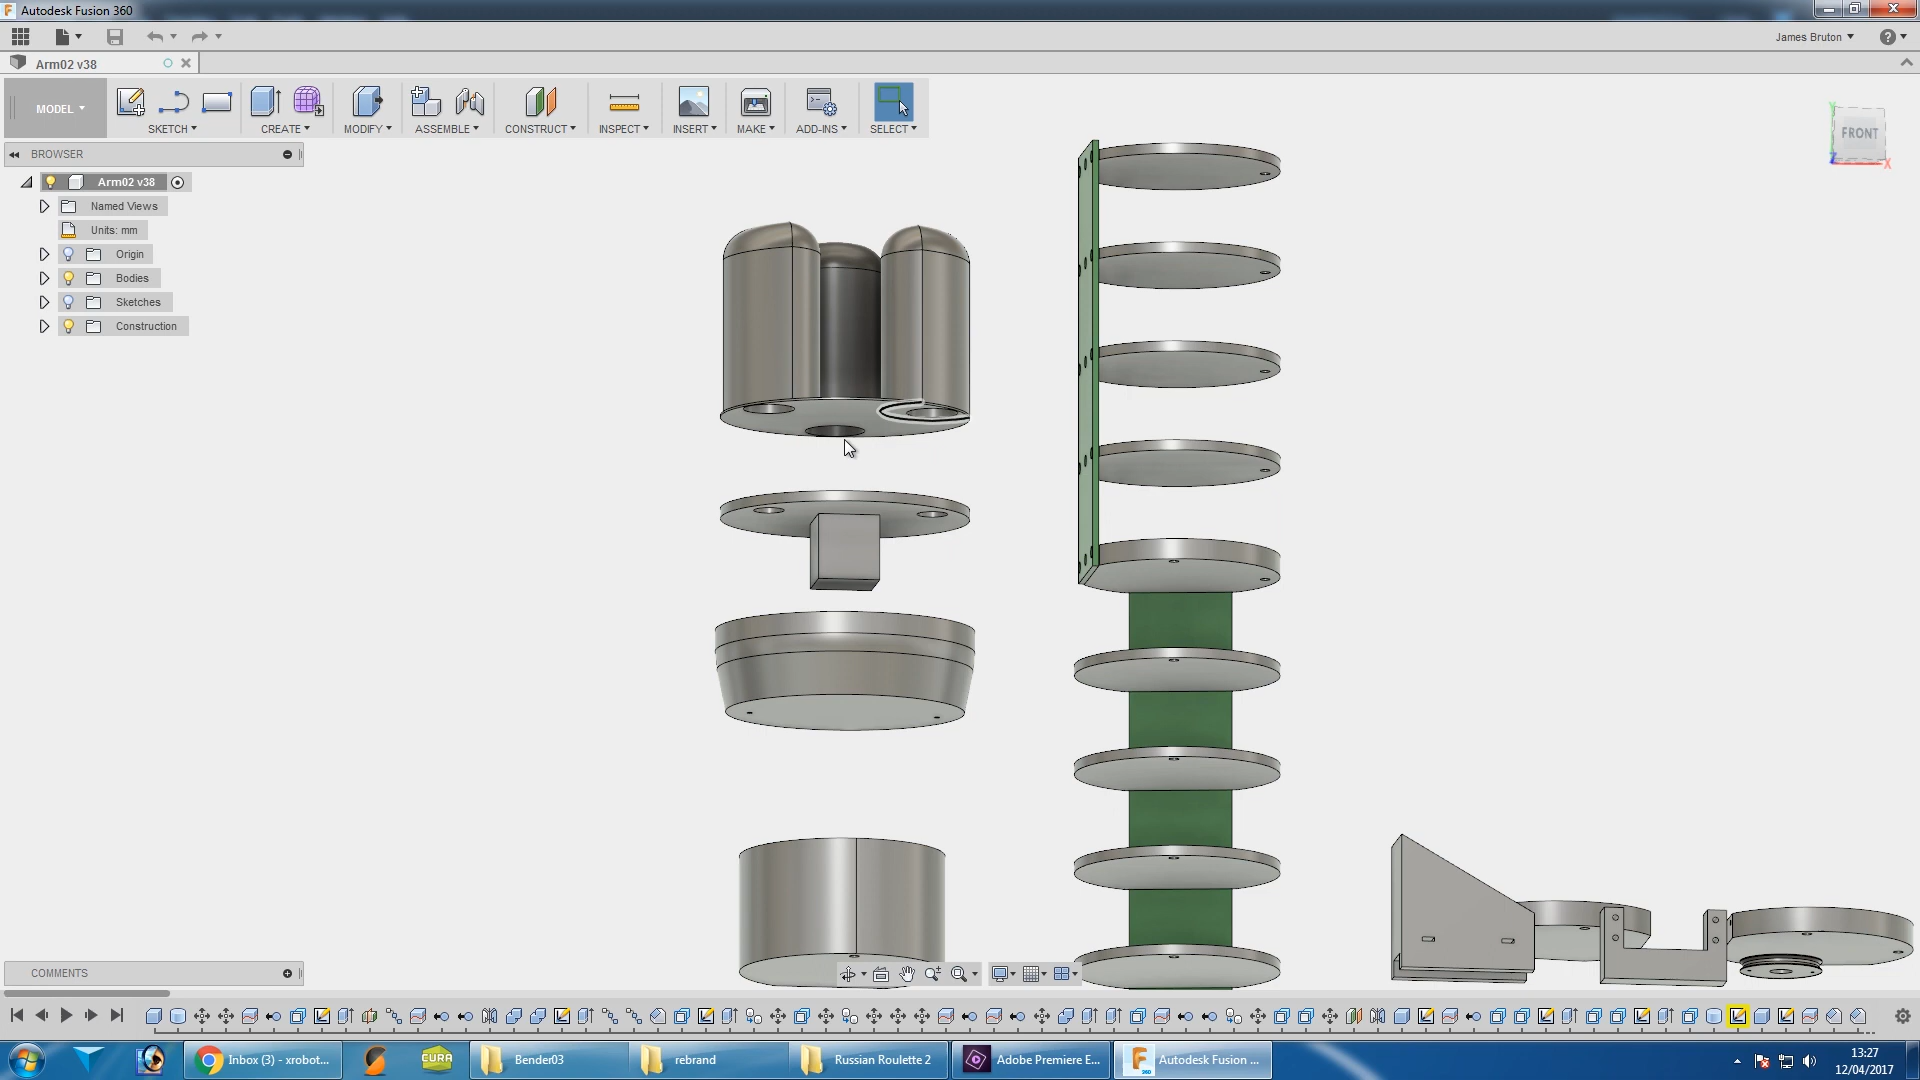 Autodesk Fusion 360
James Bruton
Arm02 v38
MODEL
SKETCH
CREATE
MODIFY
ASSEMBLE
CONSTRUCT
INSPECT
INSERT
MAKE
ADD-INS
SELECT
FRONT
BROWSER
Arm02 v38
Named Views
Units: mm
Origin
Bodies
Sketches
Construction
COMMENTS
Inbox (3) - xrobot...
CURA
Bender03
rebrand
Russian Roulette 2
Adobe Premiere E...
Autodesk Fusion ...
13:27
12/04/2017